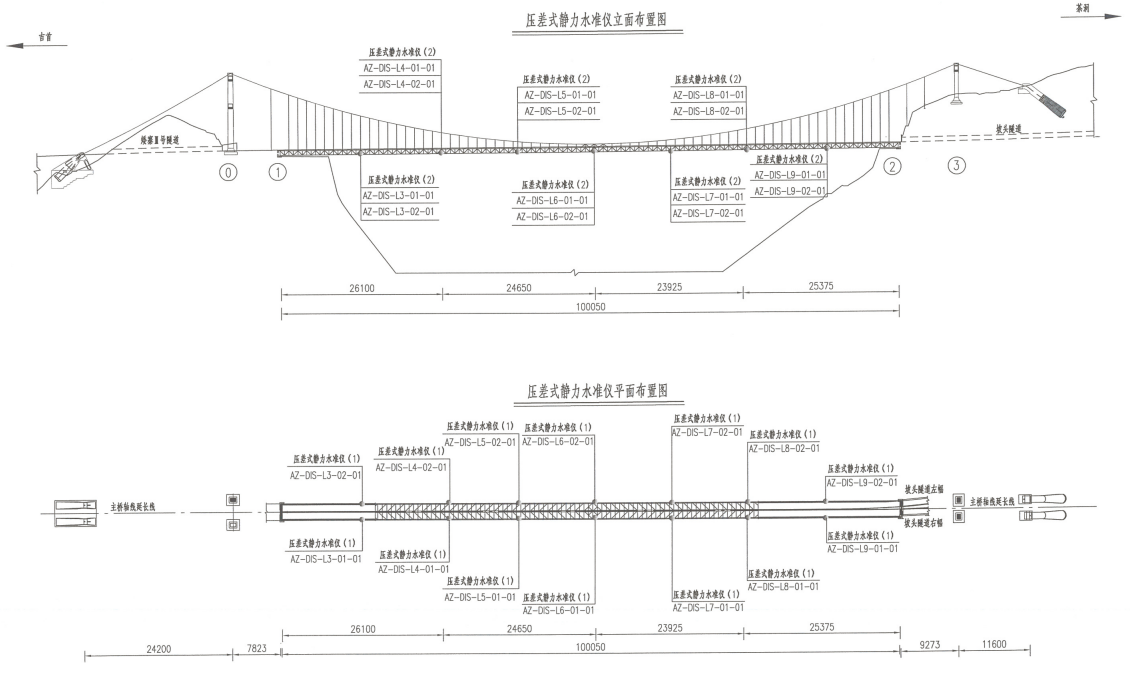 压差式静力水准仪立面布置图
吉首
茶洞
压差式静力水准仪(2)
AZ-DIS-L4-01-01
AZ-DIS-L4-02-01
压差式静力水准仪(2)
AZ-DIS-L5-01-01
AZ-DIS-L5-02-01
压差式静力水准仪(2)
AZ-DIS-L8-01-01
AZ-DIS-L8-02-01
矮寨Ⅲ号隧道
坡头隧道
0
1
2
3
压差式静力水准仪(2)
AZ-DIS-L3-01-01
AZ-DIS-L3-02-01
压差式静力水准仪(2)
AZ-DIS-L6-01-01
AZ-DIS-L6-02-01
压差式静力水准仪(2)
AZ-DIS-L7-01-01
AZ-DIS-L7-02-01
压差式静力水准仪(2)
AZ-DIS-L9-01-01
AZ-DIS-L9-02-01
26100
24650
23925
25375
100050
压差式静力水准仪平面布置图
压差式静力水准仪(1)
AZ-DIS-L3-02-01
压差式静力水准仪(1)
AZ-DIS-L4-02-01
压差式静力水准仪(1)
AZ-DIS-L5-02-01
压差式静力水准仪(1)
AZ-DIS-L6-02-01
压差式静力水准仪(1)
AZ-DIS-L7-02-01
压差式静力水准仪(1)
AZ-DIS-L8-02-01
压差式静力水准仪(1)
AZ-DIS-L9-02-01
主桥轴线延长线
坡头隧道左幅
主桥轴线延长线
坡头隧道右幅
压差式静力水准仪(1)
AZ-DIS-L3-01-01
压差式静力水准仪(1)
AZ-DIS-L4-01-01
压差式静力水准仪(1)
AZ-DIS-L5-01-01
压差式静力水准仪(1)
AZ-DIS-L6-01-01
压差式静力水准仪(1)
AZ-DIS-L7-01-01
压差式静力水准仪(1)
AZ-DIS-L8-01-01
压差式静力水准仪(1)
AZ-DIS-L9-01-01
26100
24650
23925
25375
24200
7823
100050
9273
11600